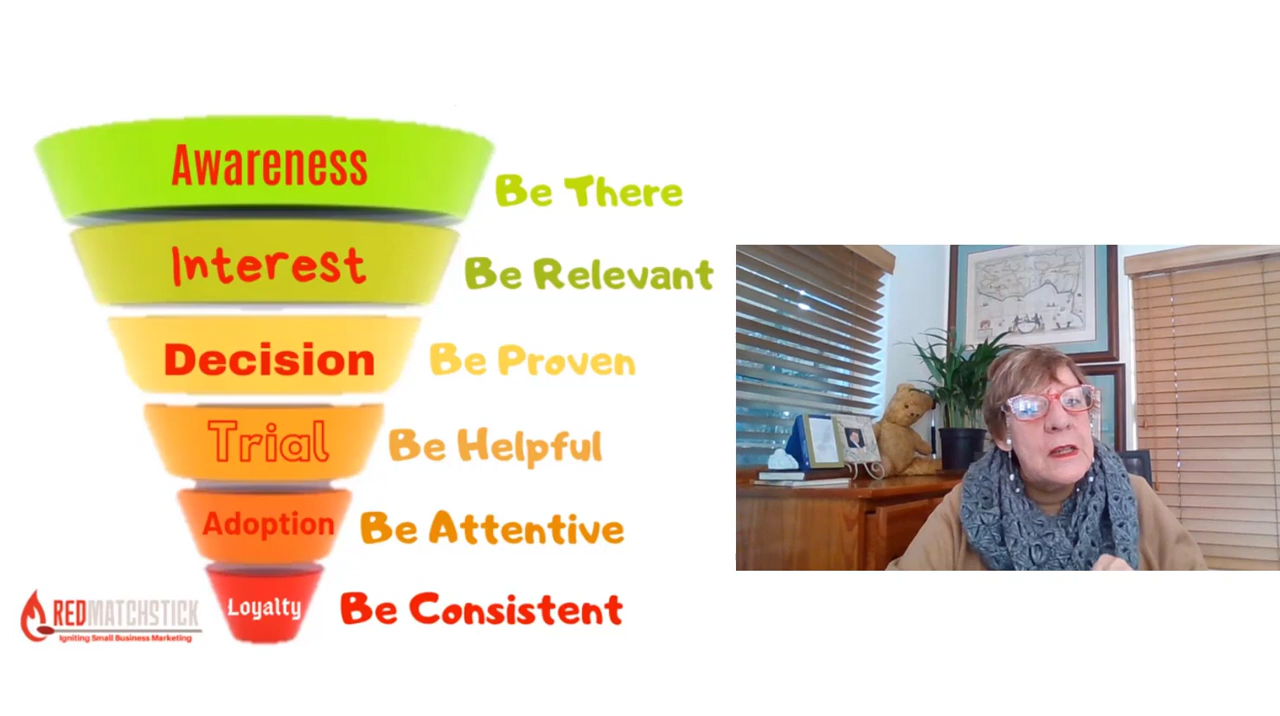 Awareness
Be There
Interest
Be Relevant
Decision
Be Proven
Trial
Be Helpful
Adoption
Be Attentive
Loyalty
Be Consistent
REDMATCHSTICK
Igniting Small Business Marketing